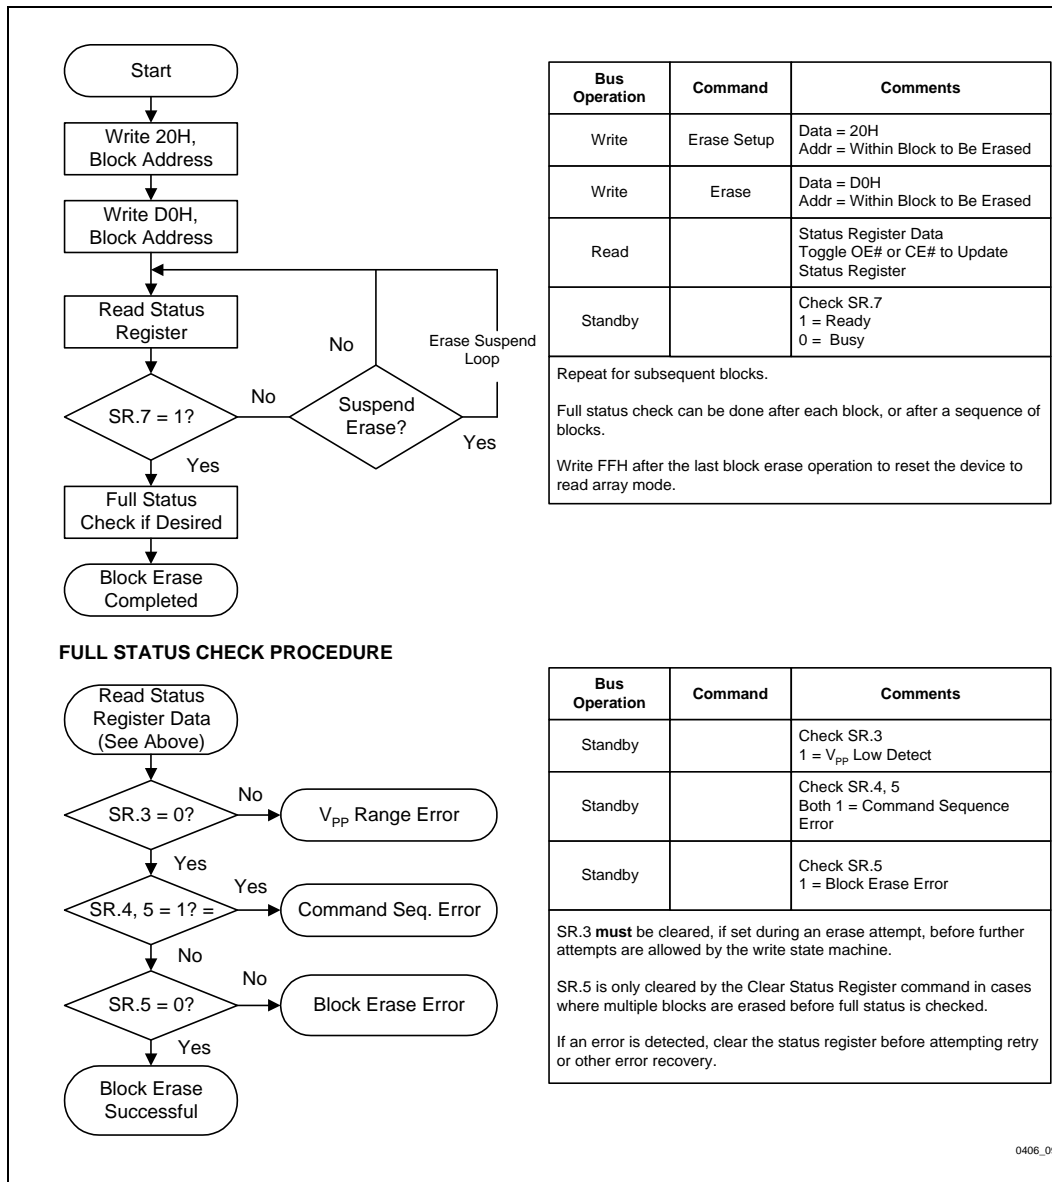 Start
Write 20H,
Block Address
Write D0H,
Block Address
Read Status
Register
No
Erase Suspend
Loop
SR.7 = 1?
No
Suspend
Erase?
Yes
Yes
Full Status
Check if Desired
Block Erase
Completed
Bus
Operation
Command
Comments
Write
Erase Setup
Data = 20H
Addr = Within Block to Be Erased
Write
Erase
Data = D0H
Addr = Within Block to Be Erased
Read
Status Register Data
Toggle OE# or CE# to Update
Status Register
Standby
Check SR.7
1 = Ready
0 = Busy
Repeat for subsequent blocks.
Full status check can be done after each block, or after a sequence of
blocks.
Write FFH after the last block erase operation to reset the device to
read array mode.
FULL STATUS CHECK PROCEDURE
Read Status
Register Data
(See Above)
SR.3 = 0?
No
VPP Range Error
Yes
SR.4, 5 = 1? =
Yes
Command Seq. Error
No
SR.5 = 0?
No
Block Erase Error
Yes
Block Erase
Successful
Bus
Operation
Command
Comments
Standby
Check SR.3
1 = VPP Low Detect
Standby
Check SR.4, 5
Both 1 = Command Sequence
Error
Standby
Check SR.5
1 = Block Erase Error
SR.3 must be cleared, if set during an erase attempt, before further
attempts are allowed by the write state machine.
SR.5 is only cleared by the Clear Status Register command in cases
where multiple blocks are erased before full status is checked.
If an error is detected, clear the status register before attempting retry
or other error recovery.